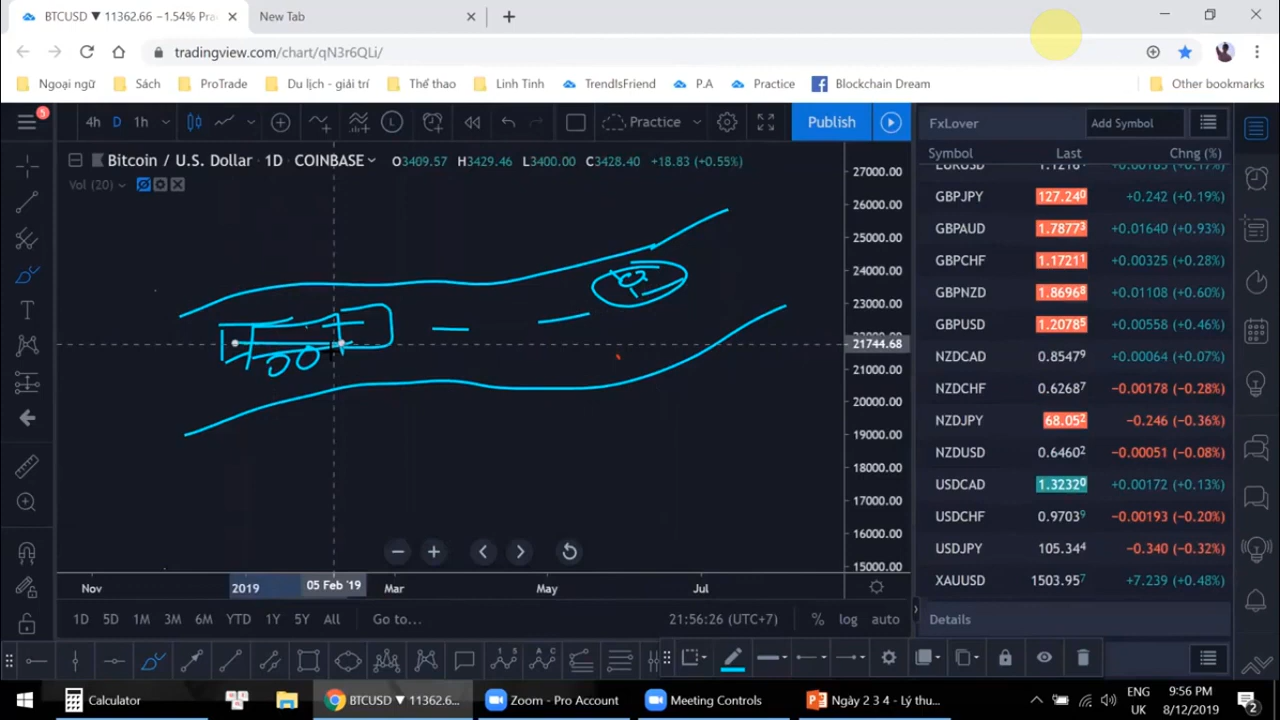 BTCUSD ▼ 11362.66 −1.54% Pra
New Tab
tradingview.com/chart/qN3r6QLi/
Ngoại ngữ Sách ProTrade Du lịch - giải trí Thể thao Linh Tinh TrendIsFriend P.A Practice Blockchain Dream Other bookmarks
5 4h D 1h L Practice Publish
FxLover Add Symbol
Bitcoin / U.S. Dollar 1D COINBASE O3409.57 H3429.46 L3400.00 C3428.40 +18.83 (+0.55%)
Vol (20)
Symbol Last Chng (%)
GBPJPY 127.240 +0.242 (+0.19%)
GBPAUD 1.78773 +0.01640 (+0.93%)
GBPCHF 1.17211 +0.00325 (+0.28%)
GBPNZD 1.86968 +0.01108 (+0.60%)
GBPUSD 1.20785 +0.00558 (+0.46%)
NZDCAD 0.85479 +0.00064 (+0.07%)
NZDCHF 0.62687 −0.00178 (−0.28%)
NZDJPY 68.052 −0.246 (−0.36%)
NZDUSD 0.64602 −0.00051 (−0.08%)
USDCAD 1.32320 +0.00172 (+0.13%)
USDCHF 0.97039 −0.00193 (−0.20%)
USDJPY 105.344 −0.340 (−0.32%)
XAUUSD 1503.957 +7.239 (+0.48%)
Details
27000.00
26000.00
25000.00
24000.00
23000.00
21744.68
21000.00
20000.00
19000.00
18000.00
17000.00
16000.00
15000.00
Nov 2019 05 Feb '19 Mar May Jul
1D 5D 1M 3M 6M YTD 1Y 5Y All Go to... 21:56:26 (UTC+7) % log auto
Calculator
BTCUSD ▼ 11362.6...
Zoom - Pro Account
Meeting Controls
Ngày 2 3 4 - Lý thu...
ENG
UK
9:56 PM
8/12/2019
2